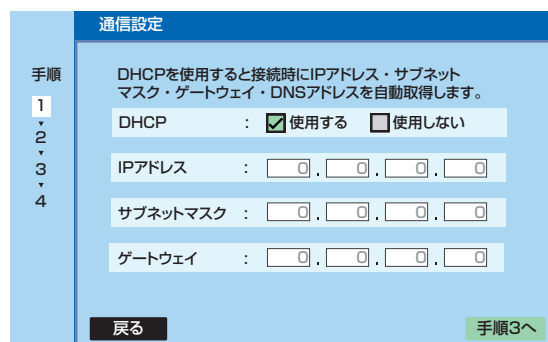 通信設定
手順
1
2
3
4
DHCPを使用すると接続時にIPアドレス・サブネット
マスク・ゲートウェイ・DNSアドレスを自動取得します。
DHCP : 使用する 使用しない
IPアドレス : 0 . 0 . 0 . 0
サブネットマスク : 0 . 0 . 0 . 0
ゲートウェイ : 0 . 0 . 0 . 0
戻る 手順3へ